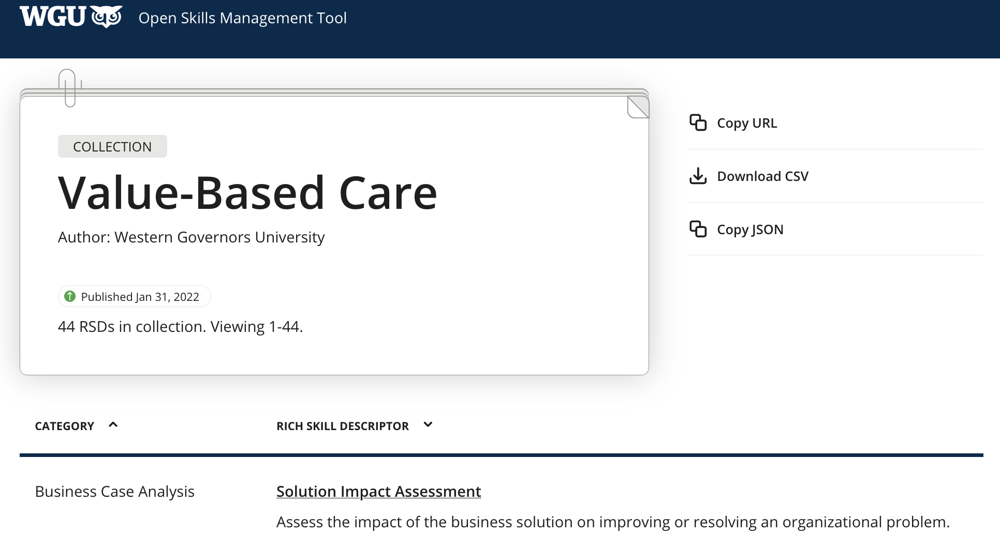 WGU Open Skills Management Tool
COLLECTION
Value-Based Care
Author: Western Governors University
Published Jan 31, 2022
44 RSDs in collection. Viewing 1-44.
Copy URL
Download CSV
Copy JSON
CATEGORY RICH SKILL DESCRIPTOR
Business Case Analysis Solution Impact Assessment
Assess the impact of the business solution on improving or resolving an organizational problem.